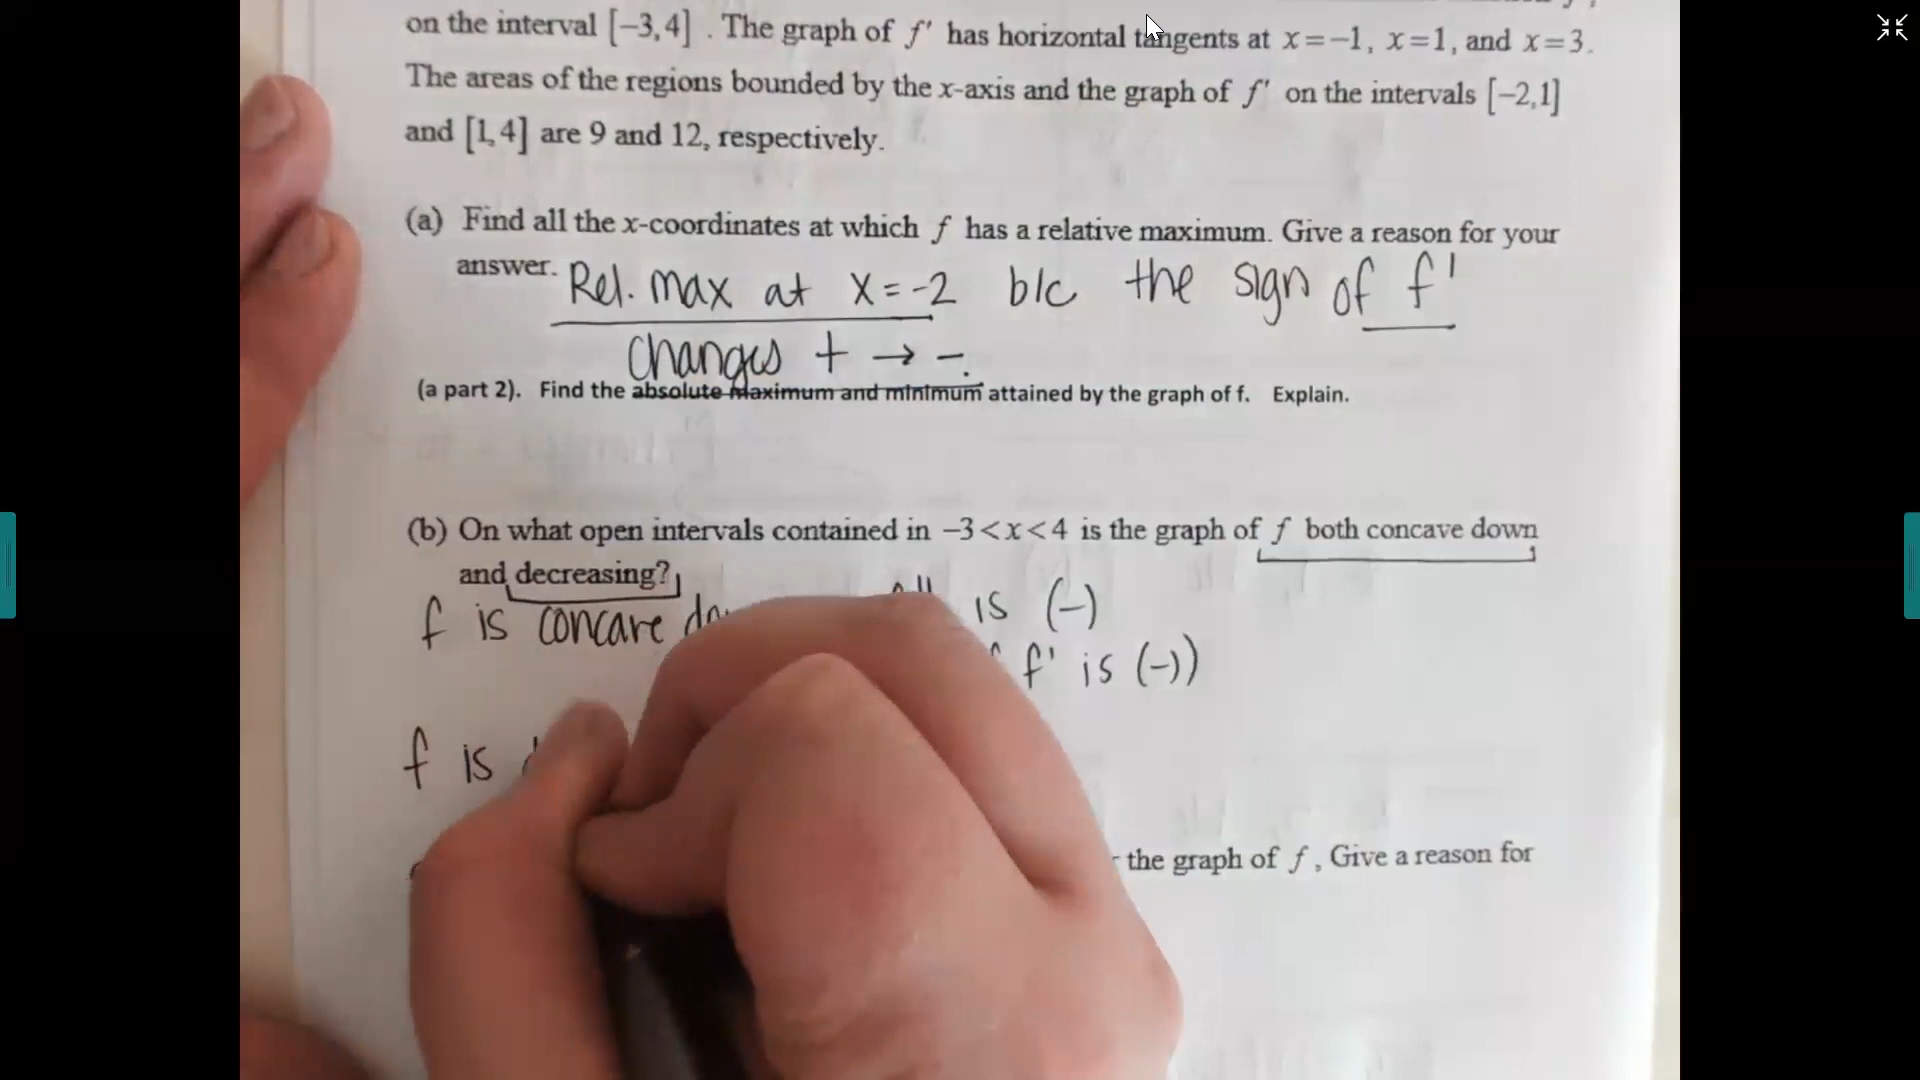 on the interval [−3,4] . The graph of f′ has horizontal tangents at x=−1, x=1, and x=3.
The areas of the regions bounded by the x-axis and the graph of f′ on the intervals [−2,1]
and [1,4] are 9 and 12, respectively.
(a) Find all the x-coordinates at which f has a relative maximum. Give a reason for your
answer. Rel. max at x = -2 b/c the sign of f'
changes + → −.
(a part 2). Find the absolute maximum and minimum attained by the graph of f. Explain.
(b) On what open intervals contained in −3<x<4 is the graph of f both concave down
and decreasing?
f is concave is (−)
f' is (−))
f is
the graph of f, Give a reason for